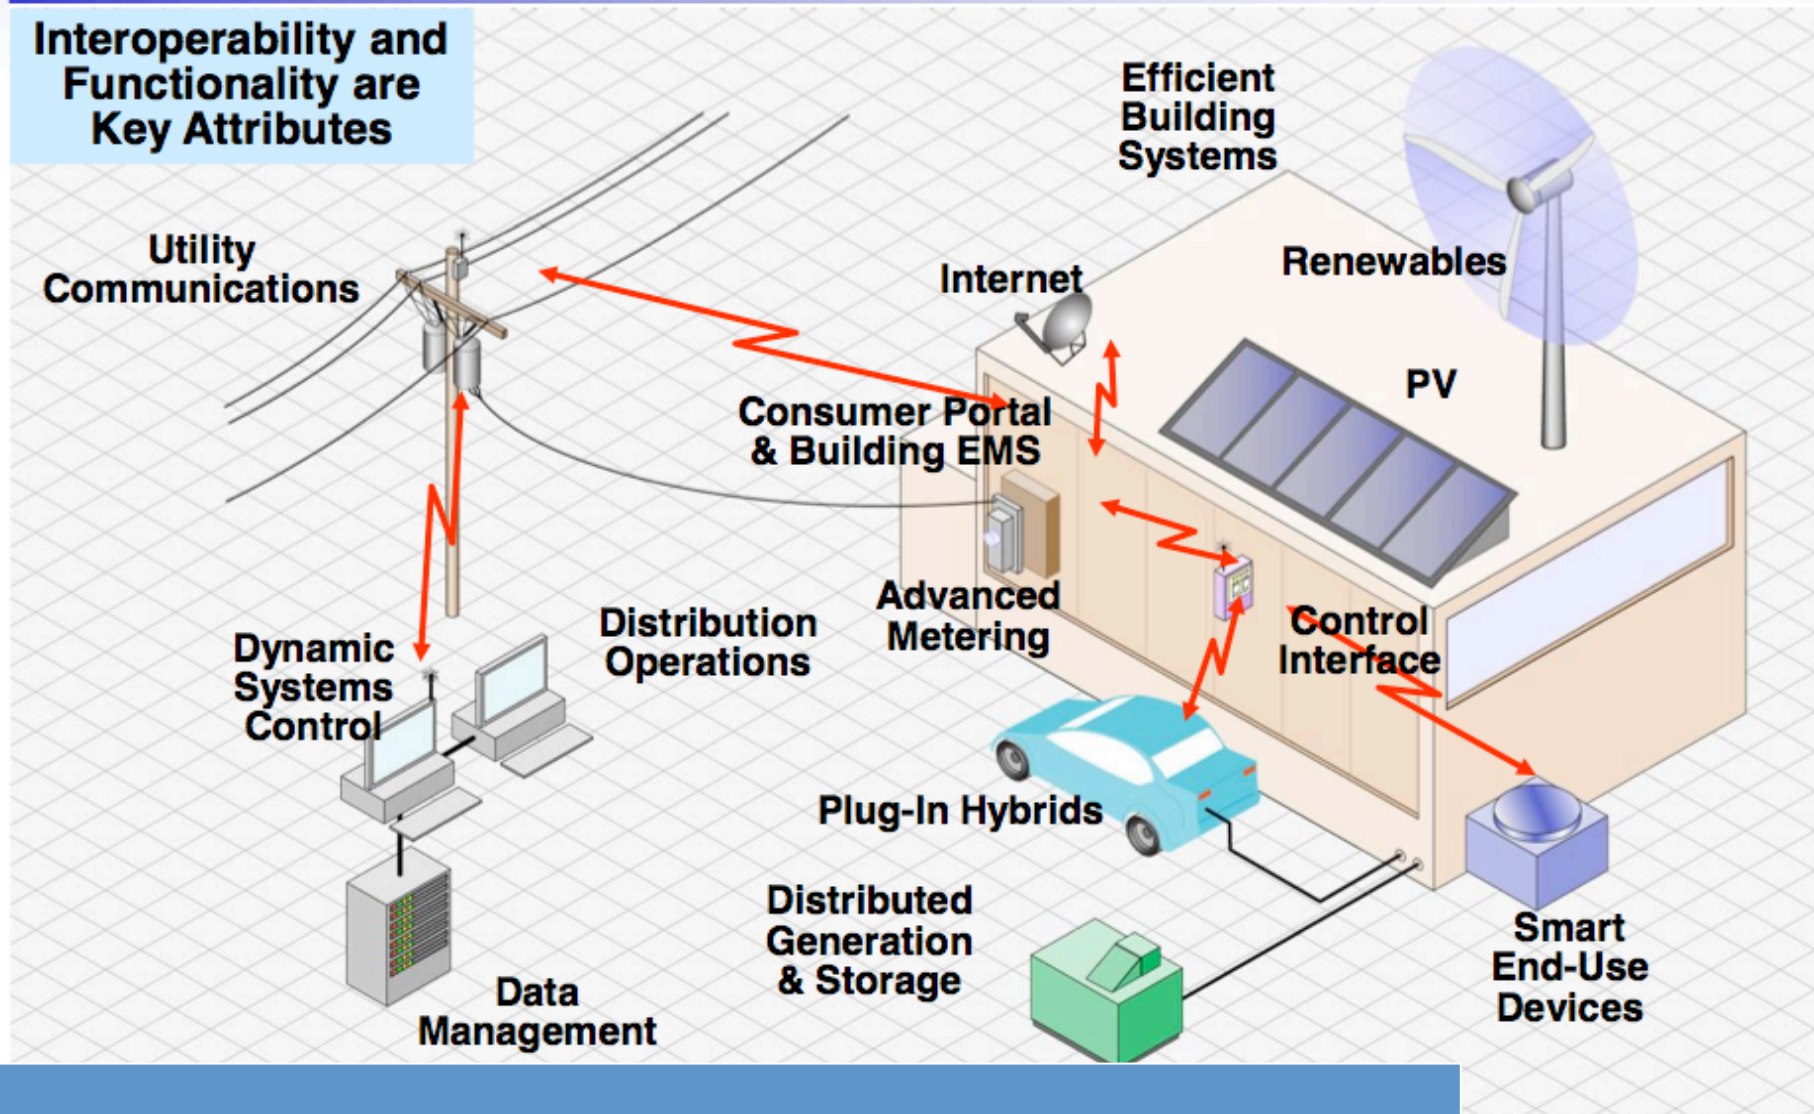 Interoperability and
Functionality are
Key Attributes
Efficient
Building
Systems
Utility
Communications
Internet
Renewables
PV
Consumer Portal
& Building EMS
Advanced
Metering
Control
Interface
Distribution
Operations
Dynamic
Systems
Control
Plug-In Hybrids
Distributed
Generation
& Storage
Smart
End-Use
Devices
Data
Management